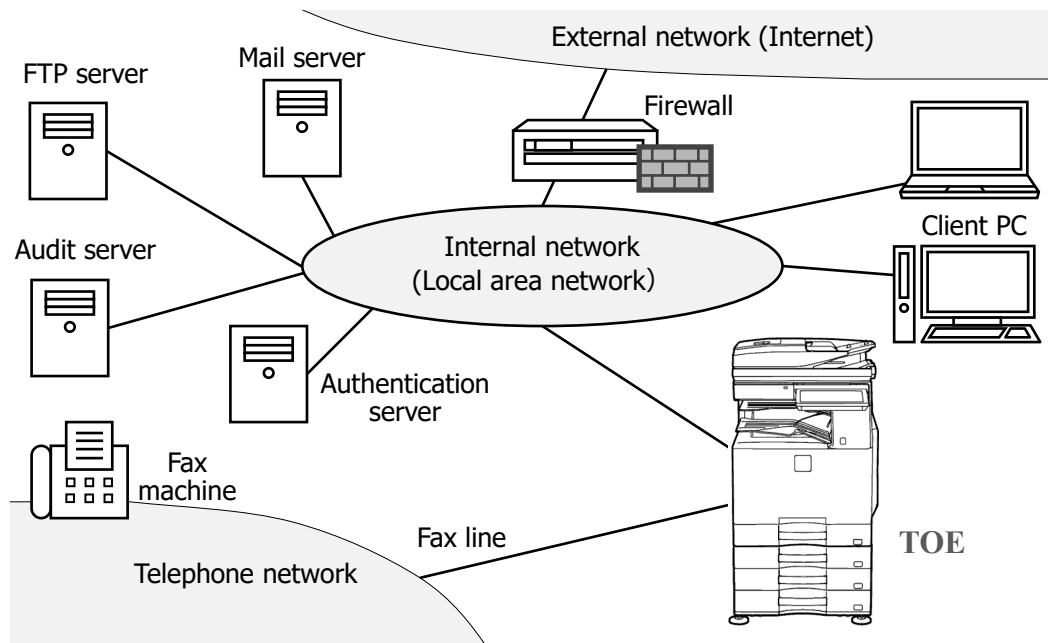 External network (Internet)
Mail server
FTP server
Firewall
Audit server
Internal network
(Local area network）
Client PC
Authentication
server
Fax
machine
Fax line
TOE
Telephone network